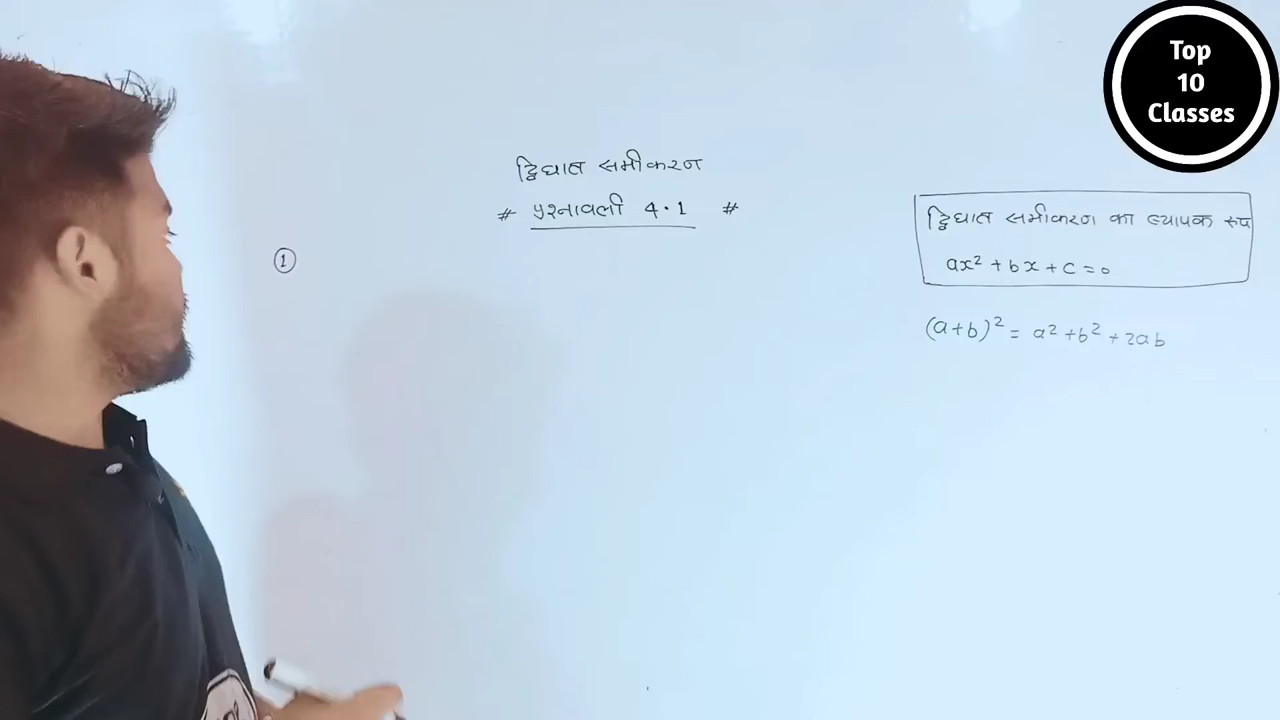 Top
10
Classes
द्विघात समीकरण
# प्रश्नावली 4.1 #
①
द्विघात समीकरण का व्यापक रूप
ax² + bx + c = 0
(a+b)² = a² + b² + 2ab